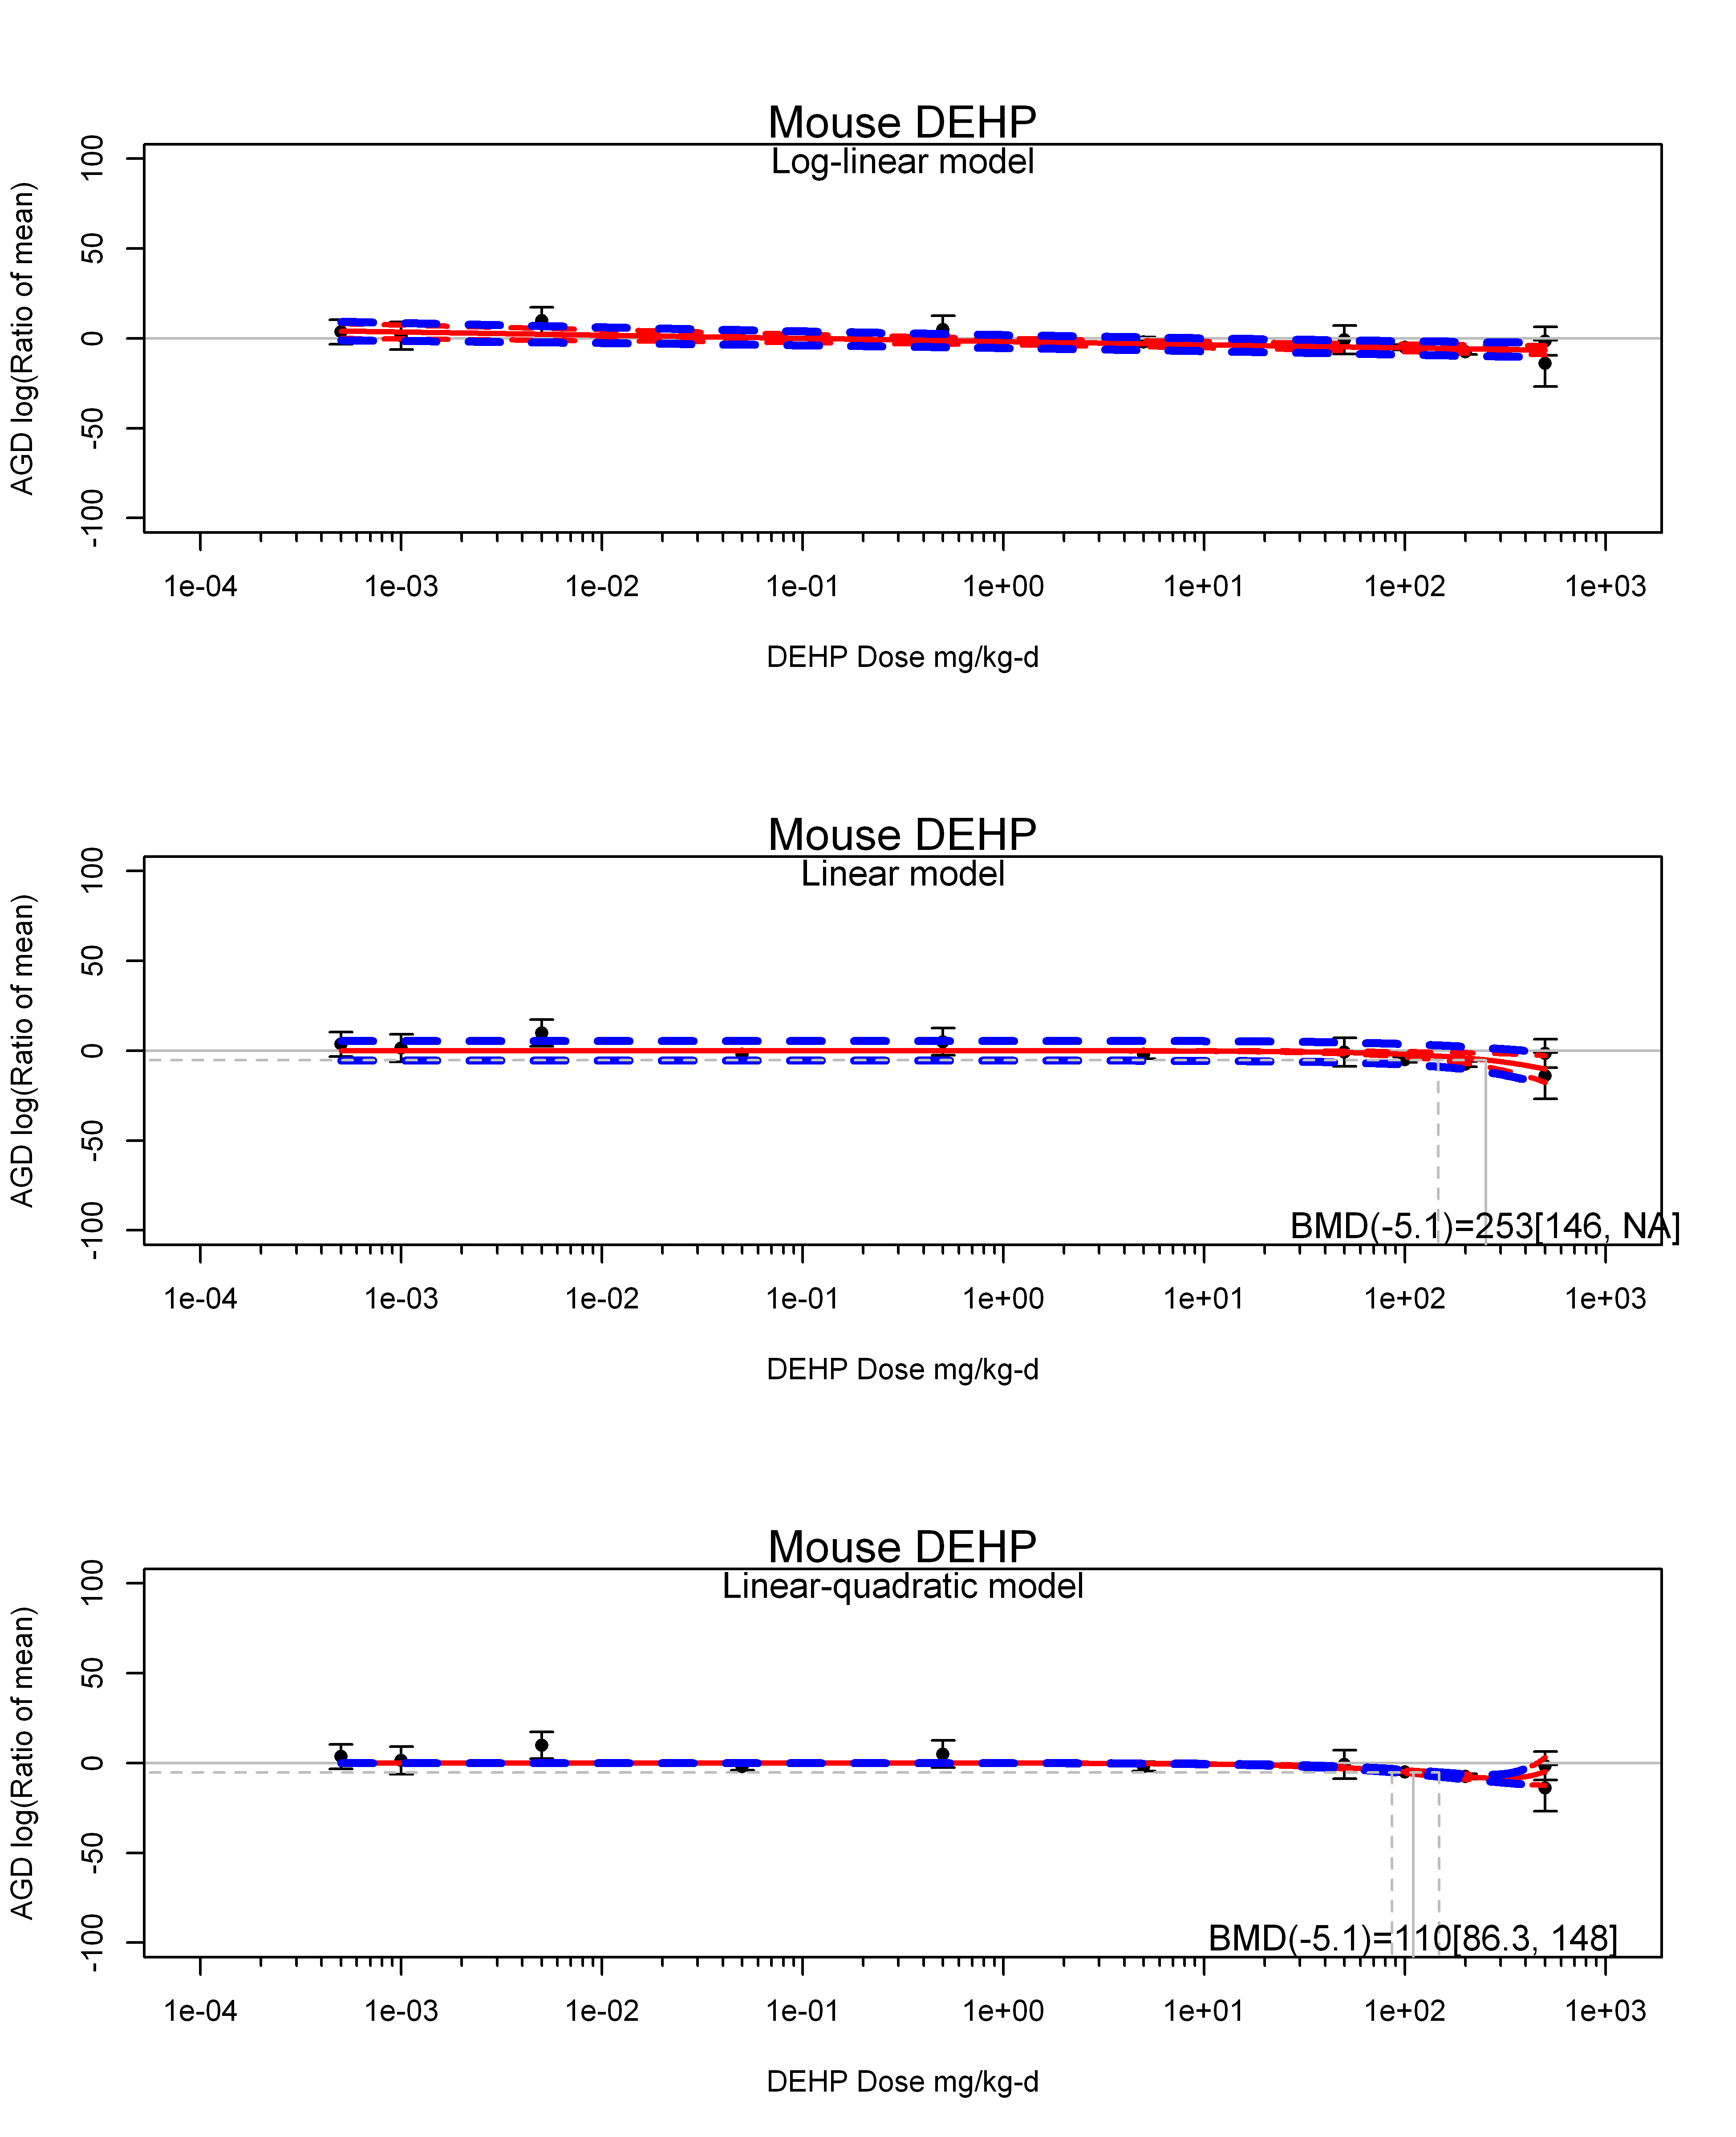 Mouse DEHP
Log-linear model
AGD log(Ratio of mean)
100
50
0
-50
-100
1e-04 1e-03 1e-02 1e-01 1e+00 1e+01 1e+02 1e+03
DEHP Dose mg/kg-d
Mouse DEHP
Linear model
AGD log(Ratio of mean)
100
50
0
-50
-100
BMD(-5.1)=253[146, NA]
1e-04 1e-03 1e-02 1e-01 1e+00 1e+01 1e+02 1e+03
DEHP Dose mg/kg-d
Mouse DEHP
Linear-quadratic model
AGD log(Ratio of mean)
100
50
0
-50
-100
BMD(-5.1)=110[86.3, 148]
1e-04 1e-03 1e-02 1e-01 1e+00 1e+01 1e+02 1e+03
DEHP Dose mg/kg-d